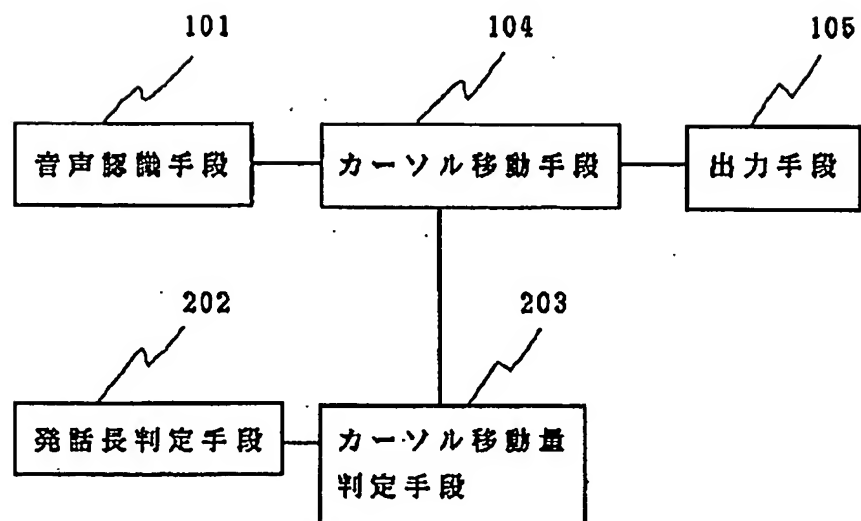 101
104
105
音声認識手段
カーソル移動手段
出力手段
202
203
発話長判定手段
カーソル移動量
判定手段